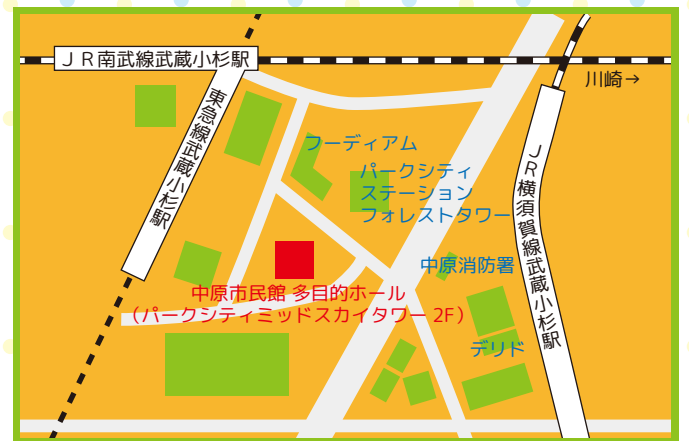 JR南武線武蔵小杉駅
川崎→
東急線武蔵小杉駅
フーディアム
パークシティ
ステーション
フォレストタワー
JR横須賀線武蔵小杉駅
中原消防署
中原市民館 多目的ホール
(パークシティミッドスカイタワー 2F)
デリド